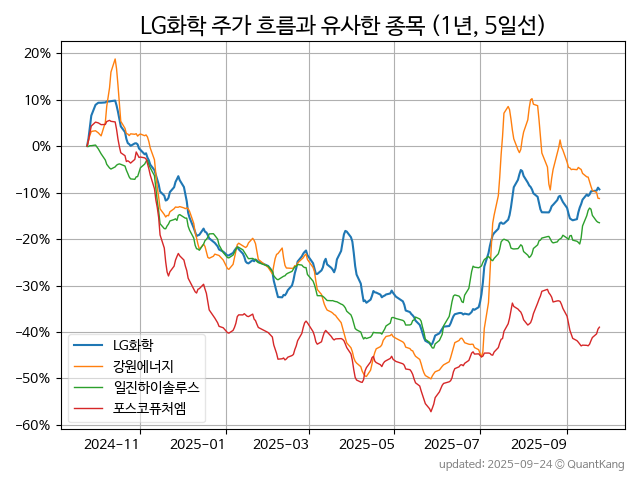 LG화학 주가 흐름과 유사한 종목 (1년, 5일선)
20%
10%
0%
−10%
−20%
−30%
−40%
−50%
−60%
LG화학
강원에너지
일진하이솔루스
포스코퓨처엠
2024-11 2025-01 2025-03 2025-05 2025-07 2025-09
updated: 2025-09-24 © QuantKang